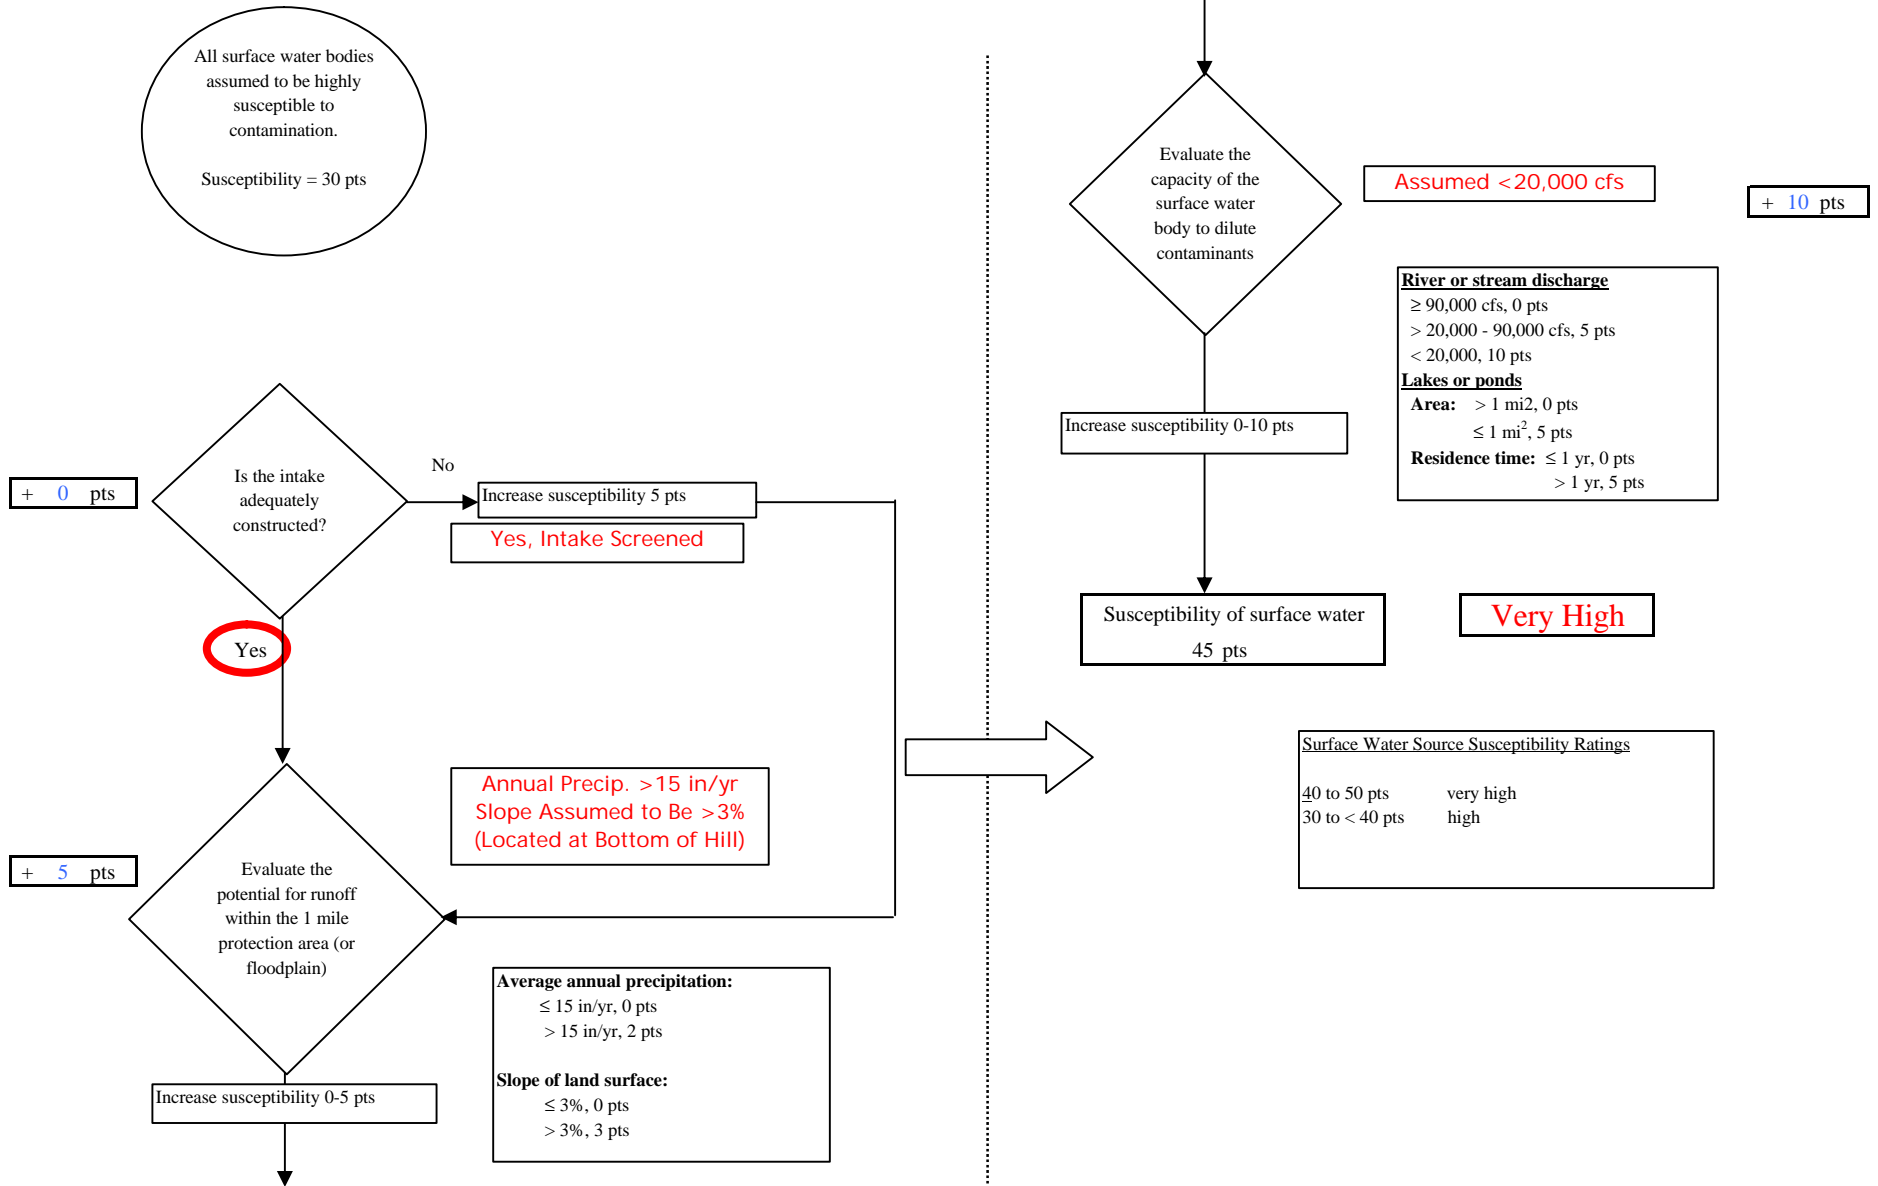 All surface water bodies
assumed to be highly
susceptible to
contamination.
Susceptibility = 30 pts
+ 0 pts
Is the intake
adequately
constructed?
No
Increase susceptibility 5 pts
Yes, Intake Screened
Yes
Annual Precip. >15 in/yr
Slope Assumed to Be >3%
(Located at Bottom of Hill)
+ 5 pts
Evaluate the
potential for runoff
within the 1 mile
protection area (or
floodplain)
Average annual precipitation:
≤ 15 in/yr, 0 pts
> 15 in/yr, 2 pts
Slope of land surface:
≤ 3%, 0 pts
> 3%, 3 pts
Increase susceptibility 0-5 pts
Evaluate the
capacity of the
surface water
body to dilute
contaminants
Assumed <20,000 cfs
+ 10 pts
River or stream discharge
≥ 90,000 cfs, 0 pts
> 20,000 - 90,000 cfs, 5 pts
< 20,000, 10 pts
Lakes or ponds
Area: > 1 mi2, 0 pts
≤ 1 mi², 5 pts
Residence time: ≤ 1 yr, 0 pts
> 1 yr, 5 pts
Increase susceptibility 0-10 pts
Susceptibility of surface water
45 pts
Very High
Surface Water Source Susceptibility Ratings
40 to 50 pts very high
30 to < 40 pts high